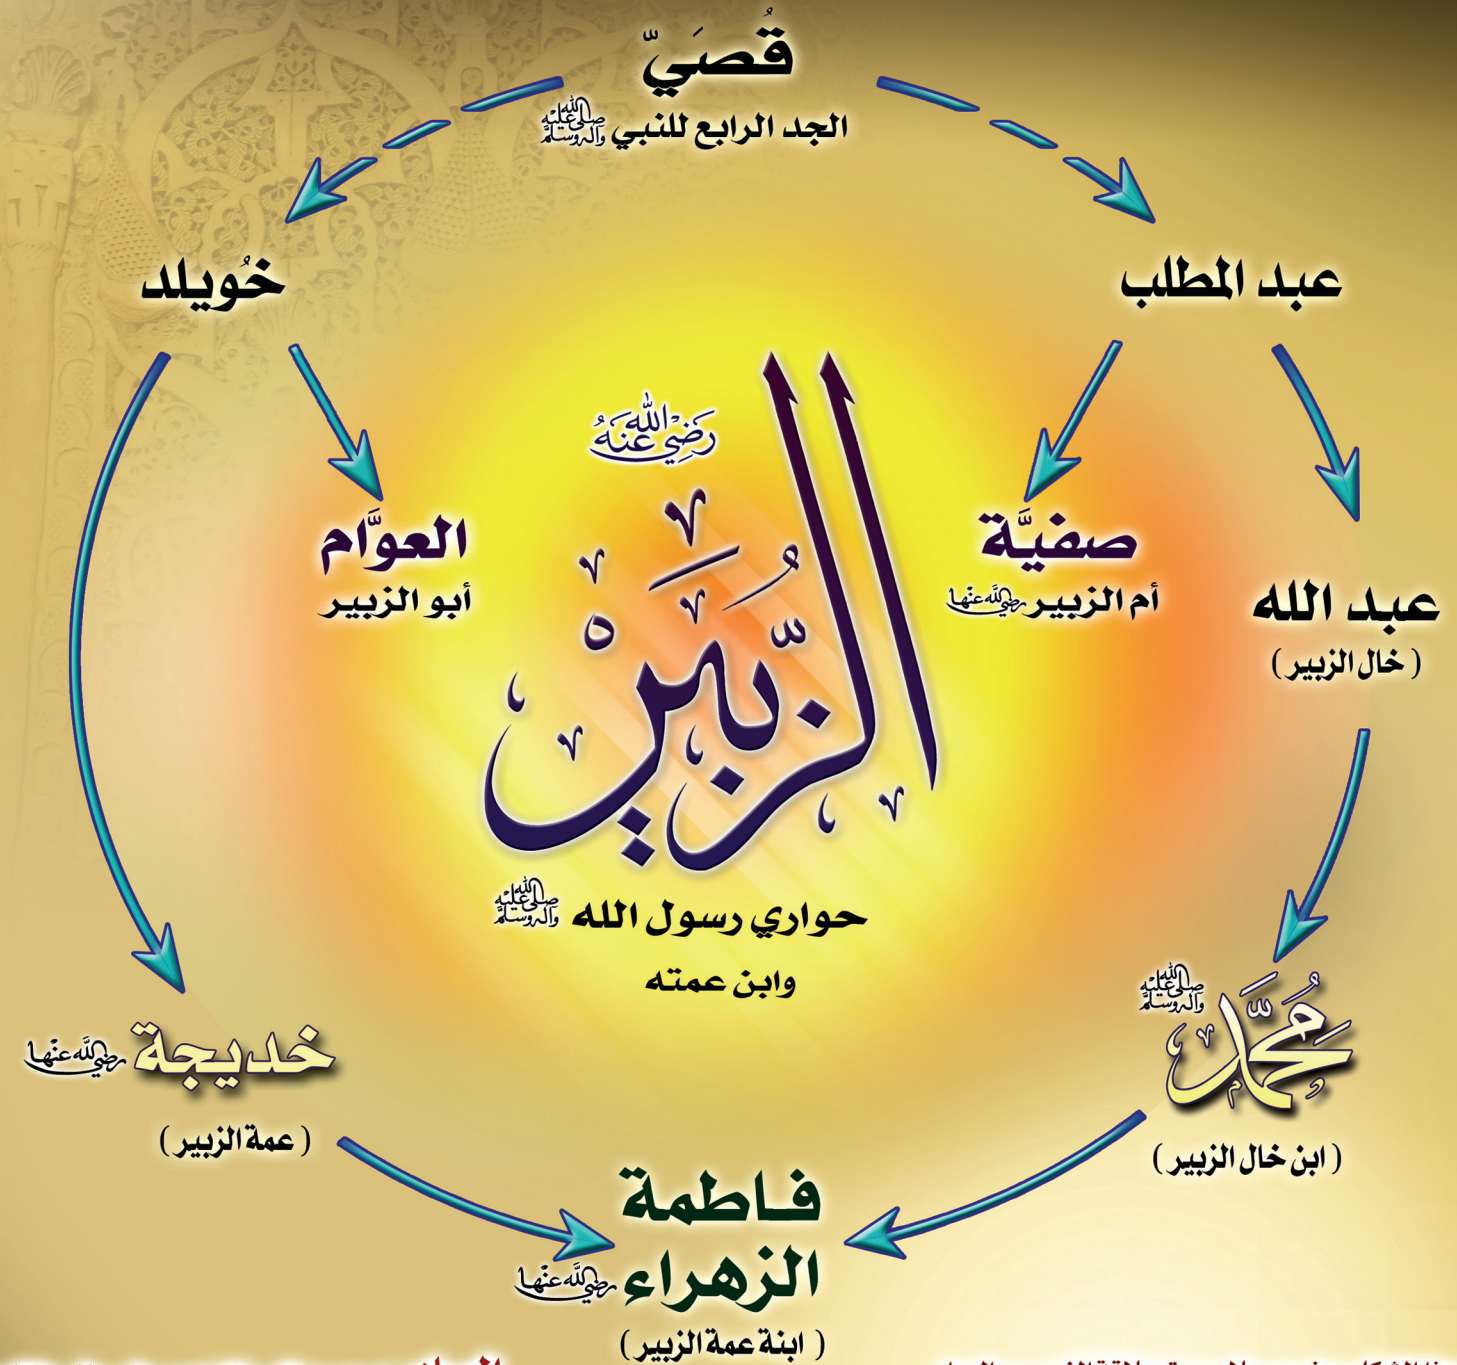 قُصَيّ
الجد الرابع للنبي صلى الله عليه وآله وسلم
عبد المطلب
خُويلد
رَضِيَ اللهُ عَنهُ
الزُّبَيْر
صفيَّة
أم الزبير رضي الله عنها
العوَّام
أبو الزبير
عبد الله
( خال الزبير )
حواري رسول الله صلى الله عليه وآله وسلم
وابن عمته
مُحَمَّد صلى الله عليه وآله وسلم
( ابن خال الزبير )
خديجة رضي الله عنها
( عمة الزبير )
فاطمة
الزهراء رضي الله عنها
( ابنة عمة الزبير )